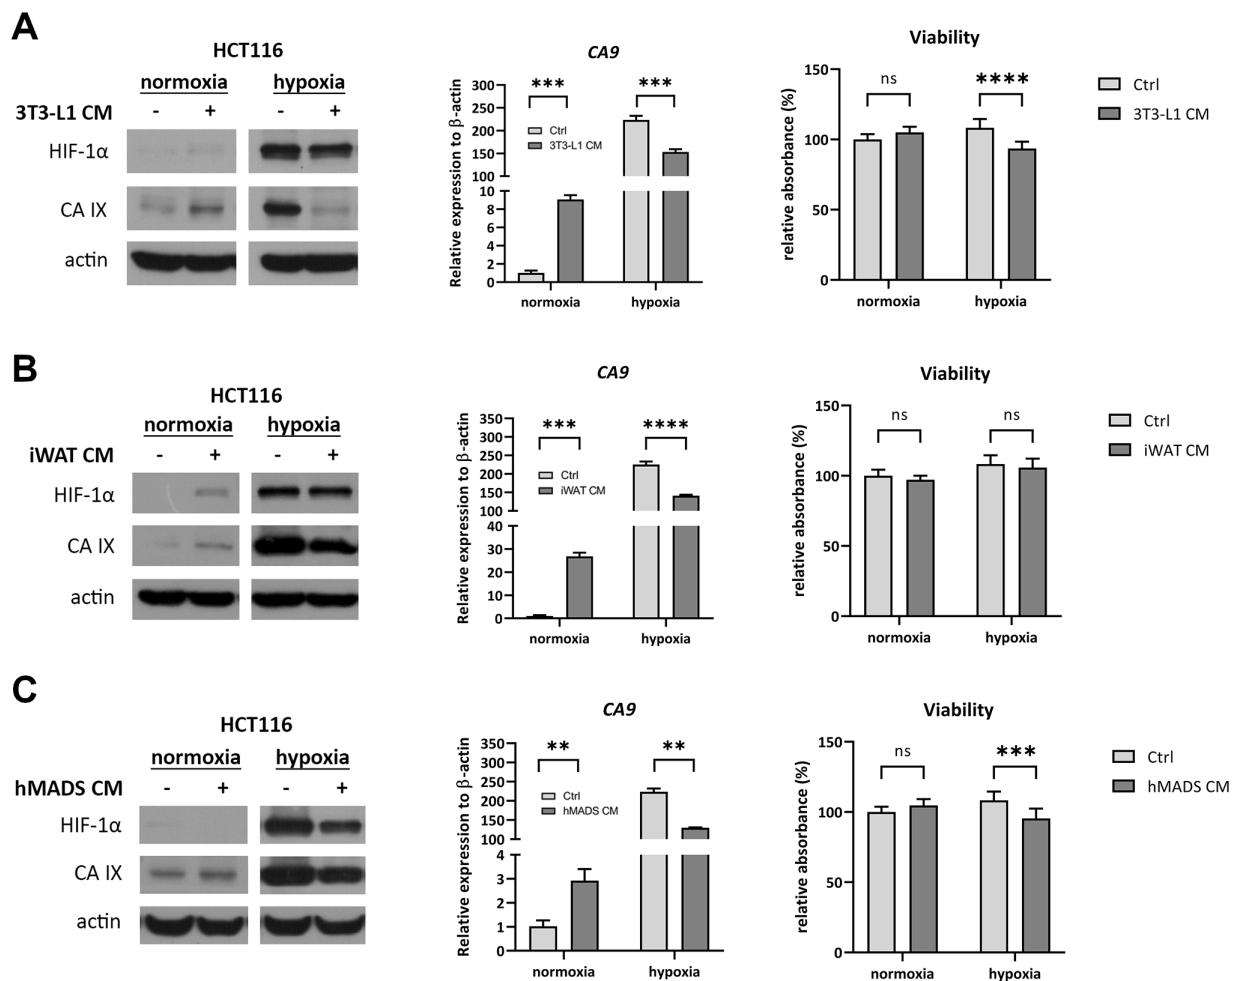 A
HCT116
normoxia hypoxia
3T3-L1 CM - + - +
HIF-1α
CA IX
actin
CA9
Relative expression to β-actin
300
250
200
150
100
10
8
6
4
2
0
*** ***
Ctrl
3T3-L1 CM
normoxia hypoxia
Viability
relative absorbance (%)
150
100
50
0
ns ****
normoxia hypoxia
Ctrl
3T3-L1 CM
B
HCT116
normoxia hypoxia
iWAT CM - + - +
HIF-1α
CA IX
actin
CA9
Relative expression to β-actin
350
300
250
200
150
100
40
30
20
10
0
*** ****
Ctrl
iWAT CM
normoxia hypoxia
Viability
relative absorbance (%)
150
100
50
0
ns ns
normoxia hypoxia
Ctrl
iWAT CM
C
HCT116
normoxia hypoxia
hMADS CM - + - +
HIF-1α
CA IX
actin
CA9
Relative expression to β-actin
350
300
250
200
150
100
4
3
2
1
0
** **
Ctrl
hMADS CM
normoxia hypoxia
Viability
relative absorbance (%)
150
100
50
0
ns ***
normoxia hypoxia
Ctrl
hMADS CM